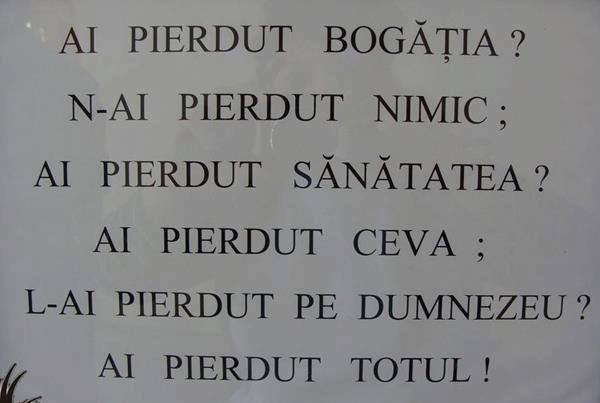 AI PIERDUT BOGĂȚIA ?
N-AI PIERDUT NIMIC ;
AI PIERDUT SĂNĂTATEA ?
AI PIERDUT CEVA ;
L-AI PIERDUT PE DUMNEZEU ?
AI PIERDUT TOTUL !